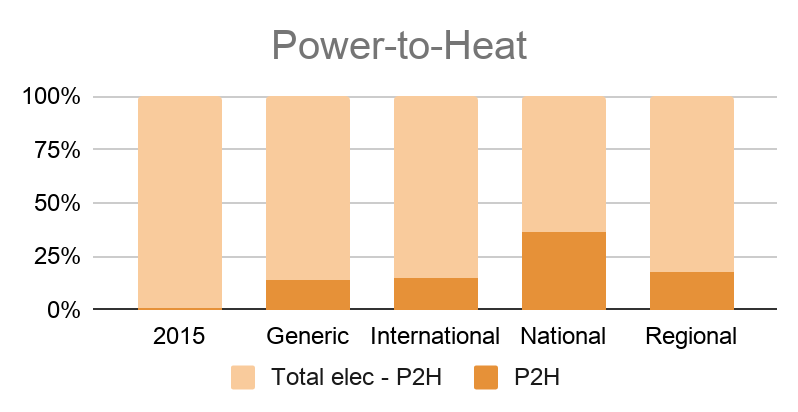 Power-to-Heat
100%
75%
50%
25%
0%
2015 Generic International National Regional
Total elec - P2H P2H